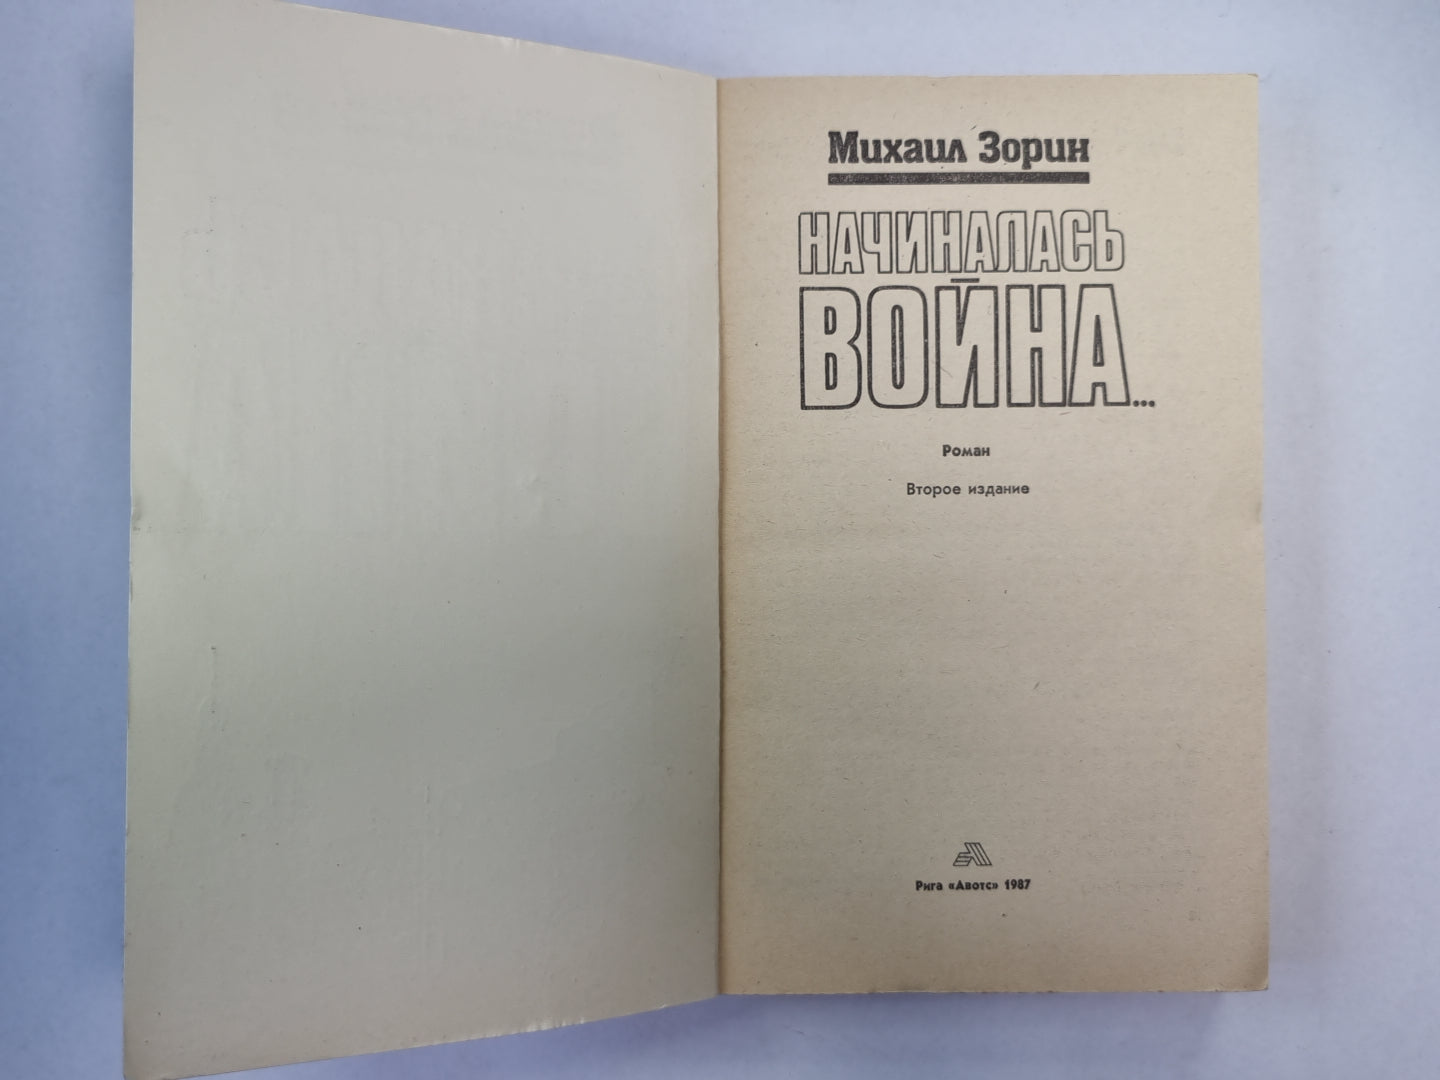 Михаил Зорин
НАЧИНАЛАСЬ
ВОЙНА...
Роман
Второе издание
Рига «Авотс» 1987